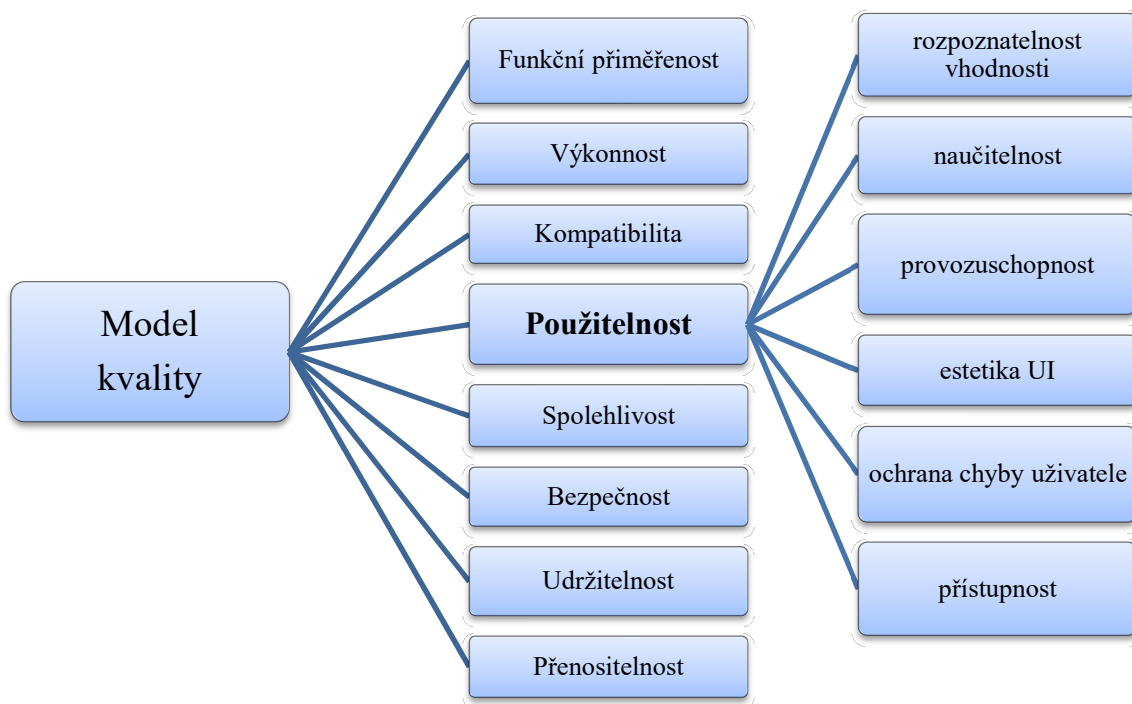 Model
kvality
Funkční přiměřenost
Výkonnost
Kompatibilita
Použitelnost
Spolehlivost
Bezpečnost
Udržitelnost
Přenositelnost
rozpoznatelnost
vhodnosti
naučitelnost
provozuschopnost
estetika UI
ochrana chyby uživatele
přístupnost